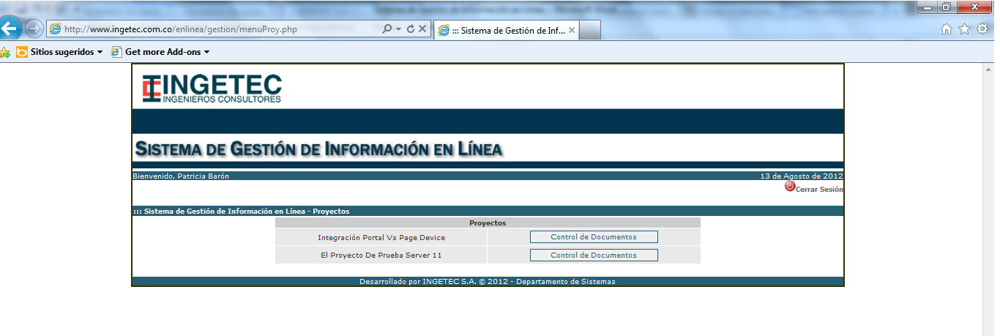 http://www.ingetec.com.co/enlinea/gestion/menuProy.php
::: Sistema de Gestión de Inf...
Sitios sugeridos
Get more Add-ons
INGETEC
INGENIEROS CONSULTORES
SISTEMA DE GESTIÓN DE INFORMACIÓN EN LÍNEA
Bienvenido, Patricia Barón
13 de Agosto de 2012
Cerrar Sesión
::: Sistema de Gestión de Información en Línea - Proyectos
Proyectos
Integración Portal Vs Page Device
Control de Documentos
El Proyecto De Prueba Server 11
Control de Documentos
Desarrollado por INGETEC S.A. © 2012 - Departamento de Sistemas